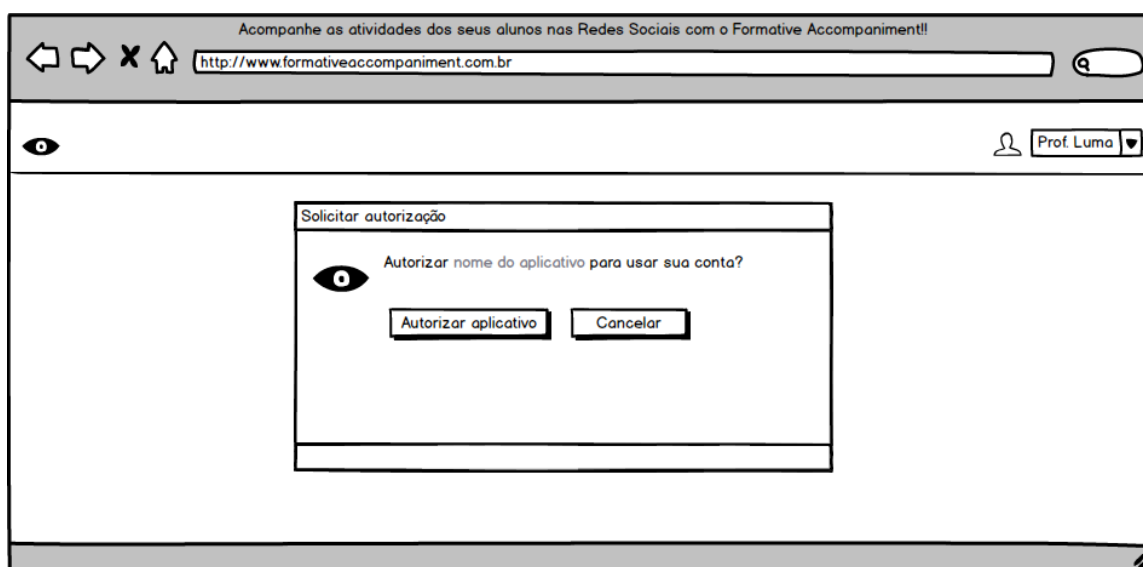 Acompanhe as atividades dos seus alunos nas Redes Sociais com o Formative Accompaniment!!
http://www.formativeaccompaniment.com.br
Prof. Luma
Solicitar autorização
Autorizar nome do aplicativo para usar sua conta?
Autorizar aplicativo Cancelar